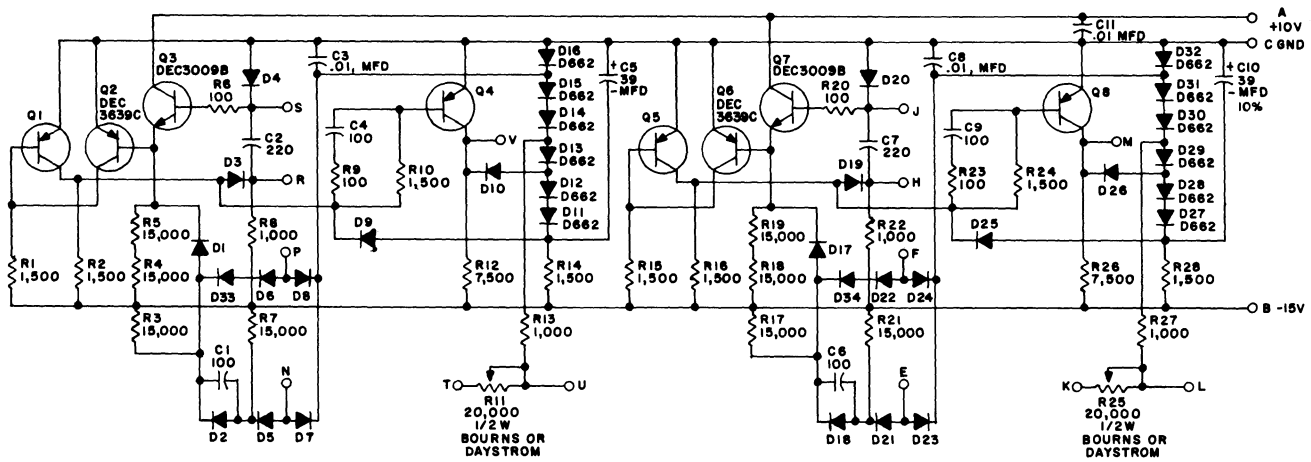 A
+10V
C11
.01 MFD
C GND
Q3
DEC3009B
Q2
DEC
3639C
Q1
R6
100
D4
S
C2
220
D3
R
C3
.01, MFD
C4
100
R9
100
R10
1,500
Q4
V
D10
D9
D16
D662
D15
D662
D14
D662
D13
D662
D12
D662
D11
D662
+ C5
39
-MFD
R5
15,000
R4
15,000
R3
15,000
D1
R8
1,000
P
D33
D6
D8
R1
1,500
R2
1,500
R7
15,000
R12
7,500
R14
1,500
R13
1,000
C1
100
N
D2
D5
D7
T
U
R11
20,000
1/2W
BOURNS OR
DAYSTROM
Q7
DEC3009B
Q6
DEC
3639C
Q5
R20
100
D20
J
C7
220
D19
H
C8
.01, MFD
C9
100
R23
100
R24
1,500
Q8
M
D26
D25
D32
D662
D31
D662
D30
D662
D29
D662
D28
D662
D27
D662
+ C10
39
- MFD
10%
R19
15,000
R18
15,000
R17
15,000
D17
R22
1,000
F
D34
D22
D24
R15
1,500
R16
1,500
R21
15,000
R26
7,500
R28
1,500
B -15V
R27
1,000
C6
100
E
D18
D21
D23
K
L
R25
20,000
1/2W
BOURNS OR
DAYSTROM